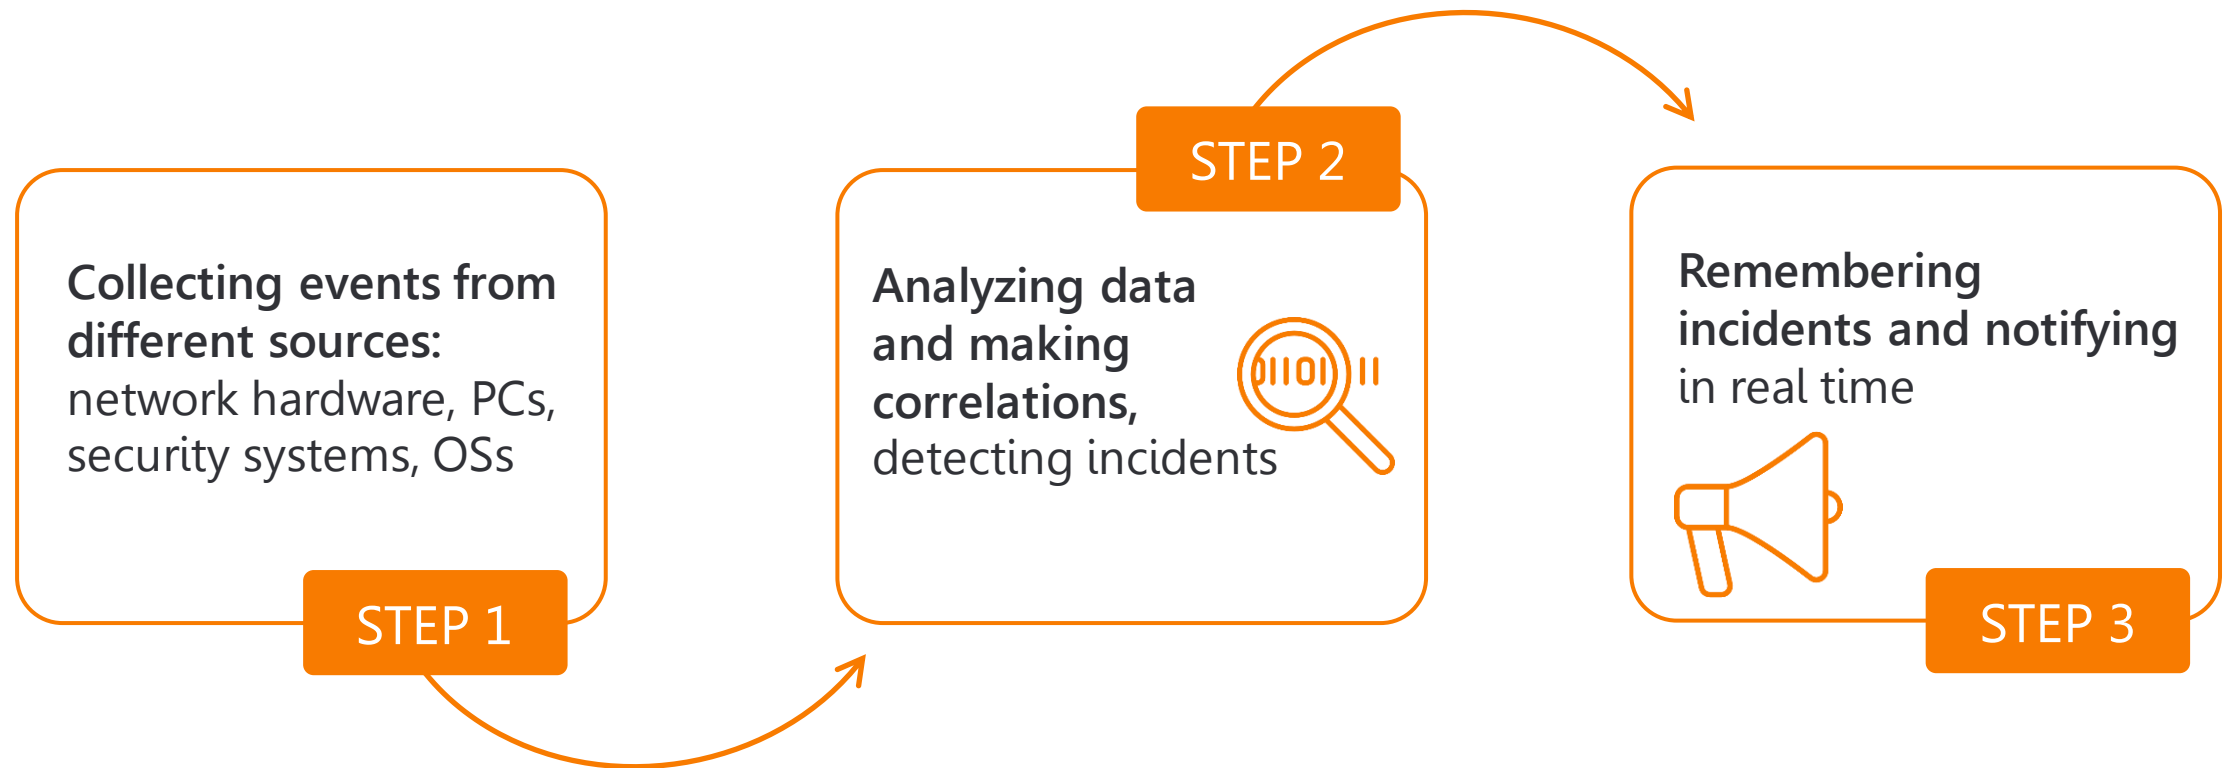 Collecting events from
different sources:
network hardware, PCs,
security systems, OSs
STEP 1
STEP 2
Analyzing data
and making
correlations,
detecting incidents
Remembering
incidents and notifying
in real time
STEP 3